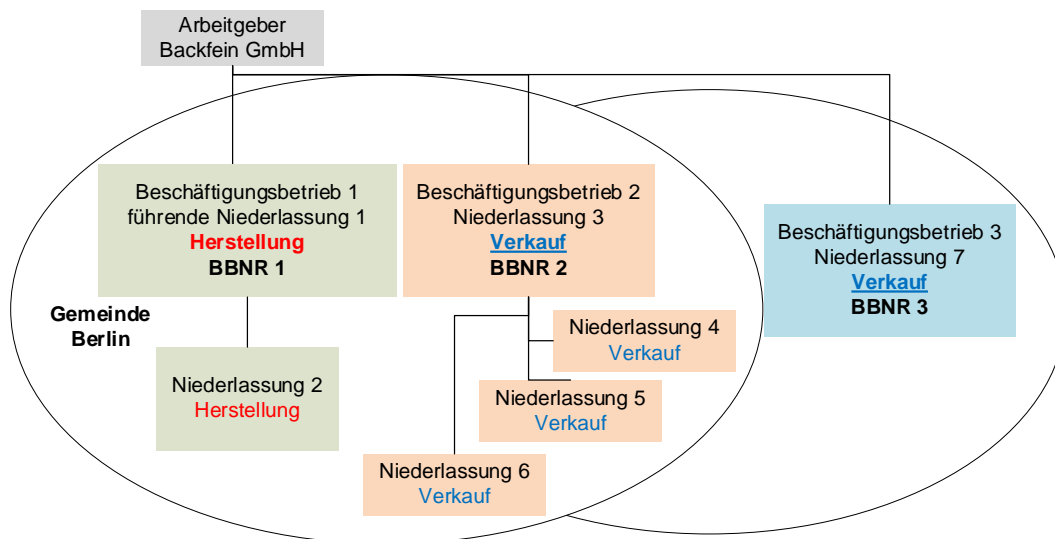 Arbeitgeber
Backfein GmbH
Beschäftigungsbetrieb 1
führende Niederlassung 1
Herstellung
BBNR 1
Beschäftigungsbetrieb 2
Niederlassung 3
Verkauf
BBNR 2
Beschäftigungsbetrieb 3
Niederlassung 7
Verkauf
BBNR 3
Gemeinde
Berlin
Niederlassung 2
Herstellung
Niederlassung 4
Verkauf
Niederlassung 5
Verkauf
Niederlassung 6
Verkauf